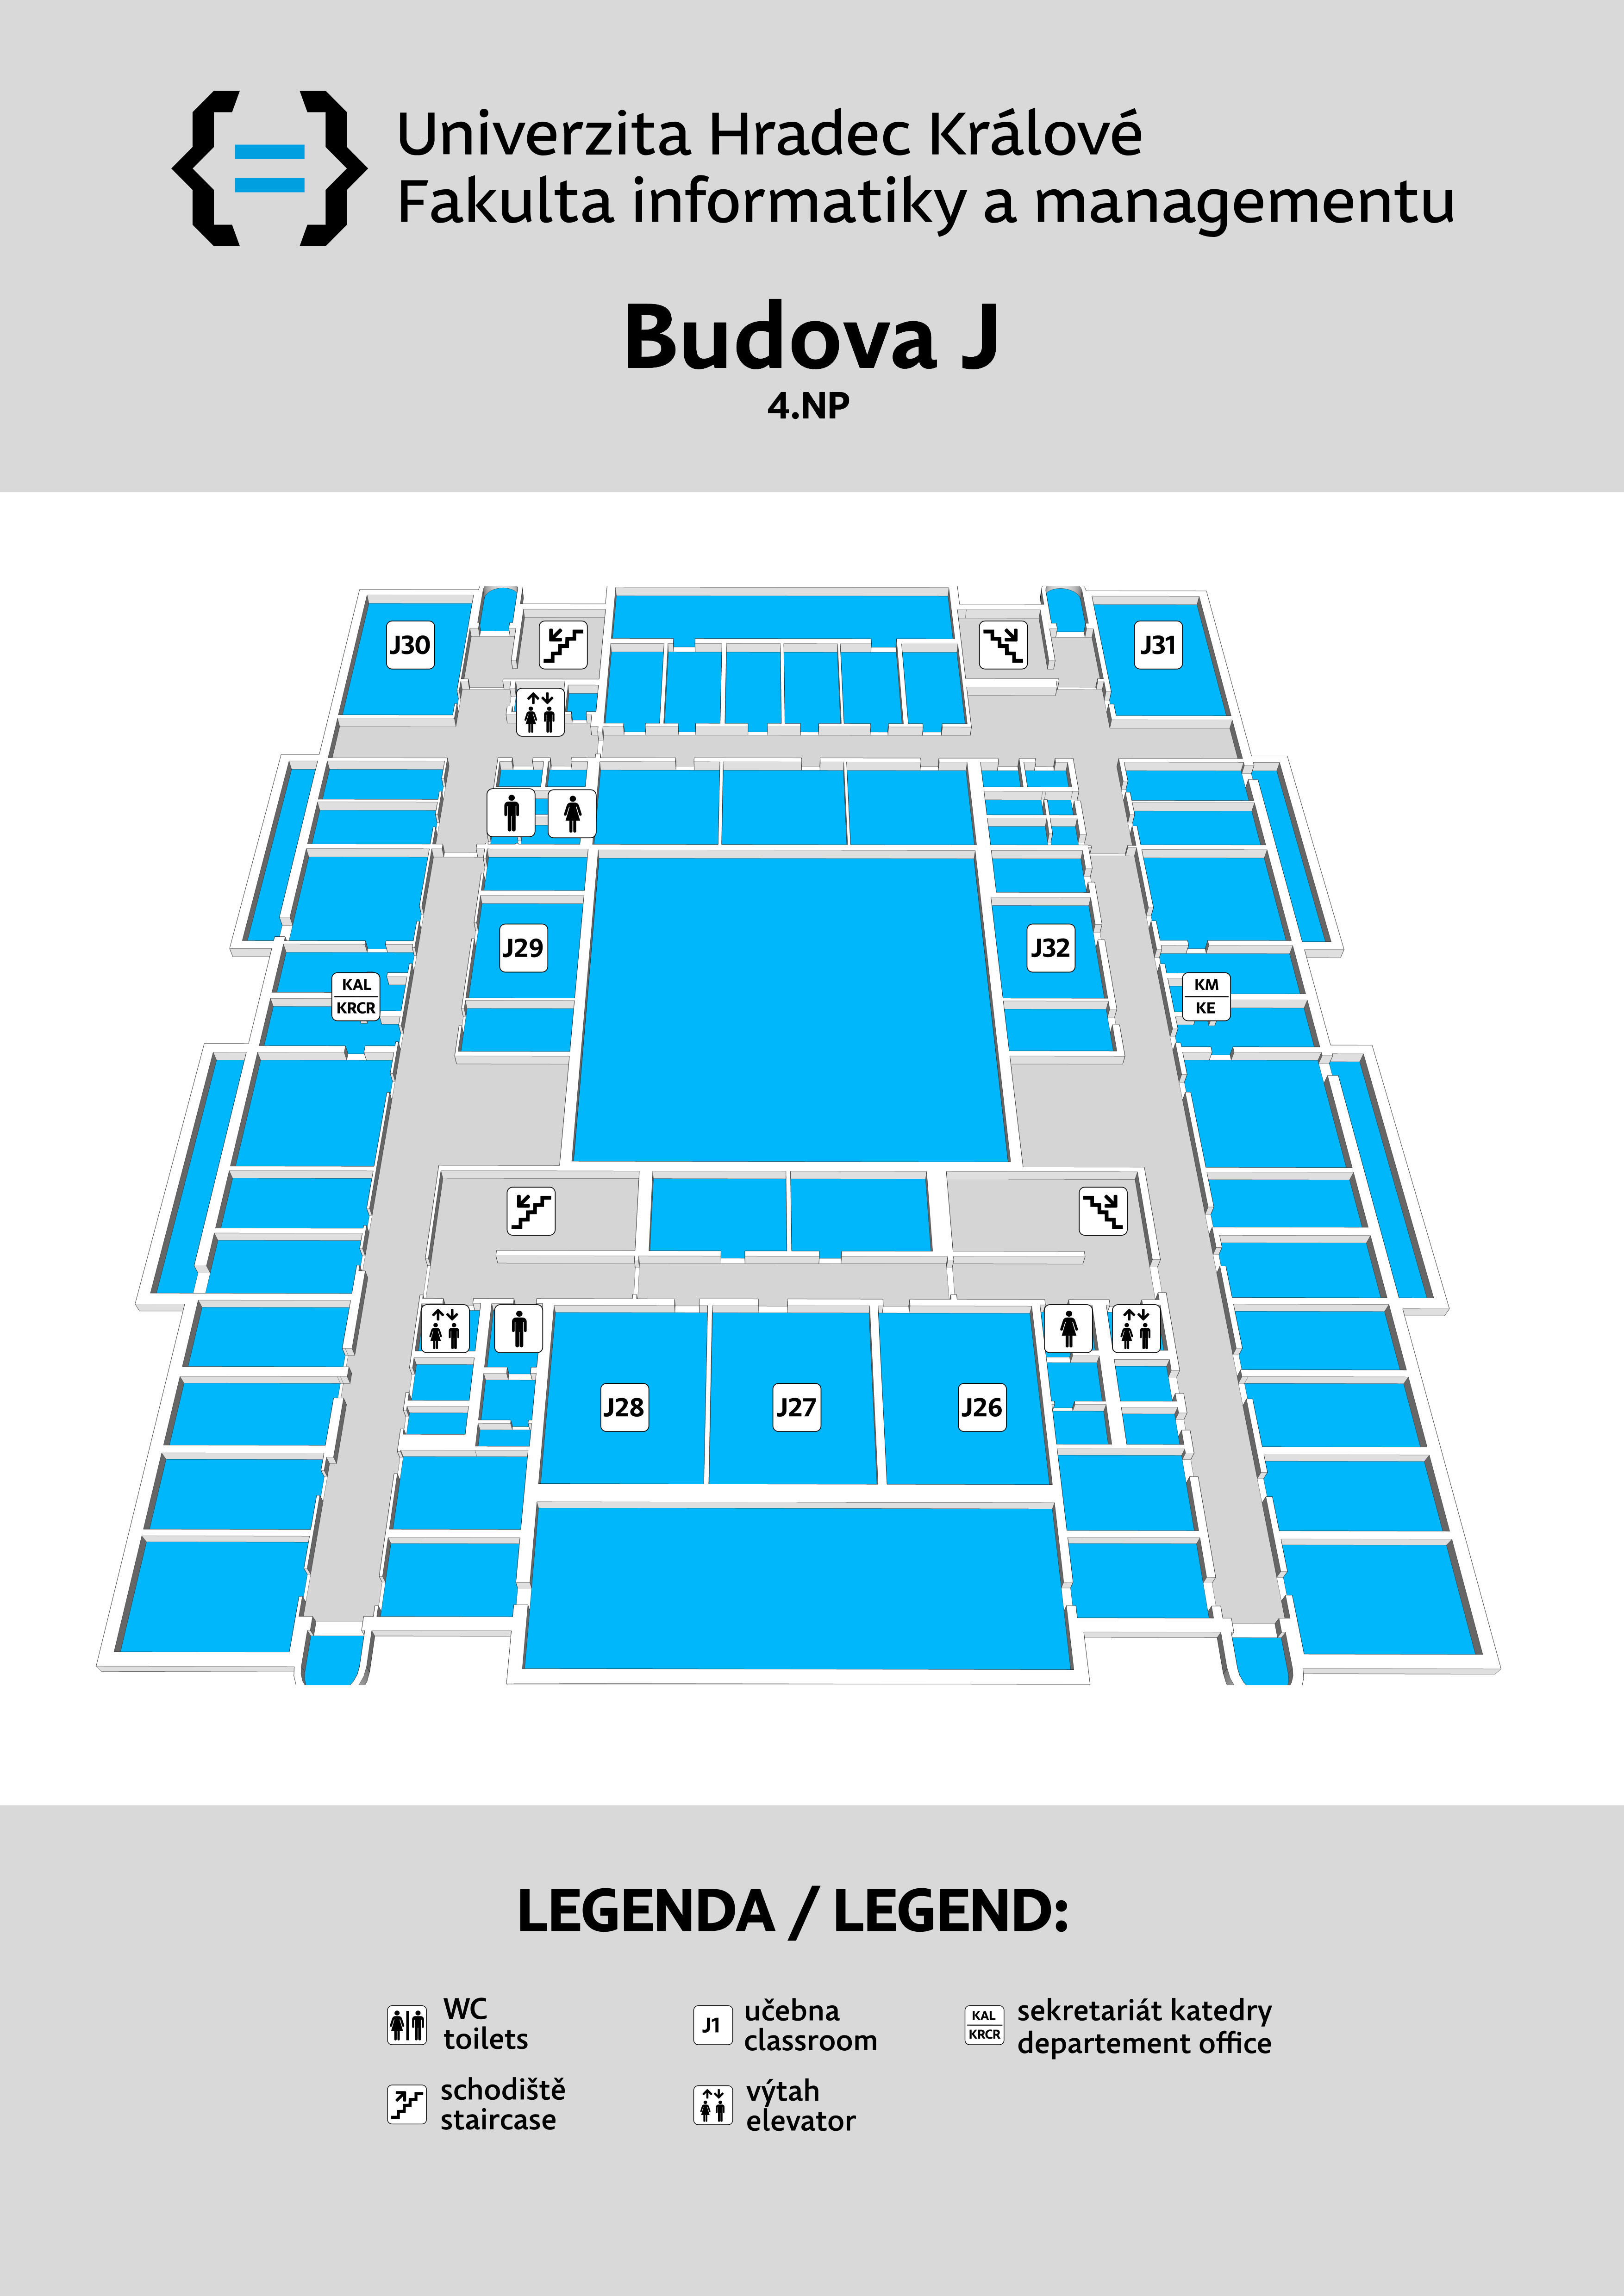 Univerzita Hradec Králové
Fakulta informatiky a managementu
Budova J
4.NP
J30
J31
J29
J32
KAL
KRCR
KM
KE
J28
J27
J26
LEGENDA / LEGEND:
WC
toilets
J1
učebna
classroom
KAL
KRCR
sekretariát katedry
departement office
schodiště
staircase
výtah
elevator